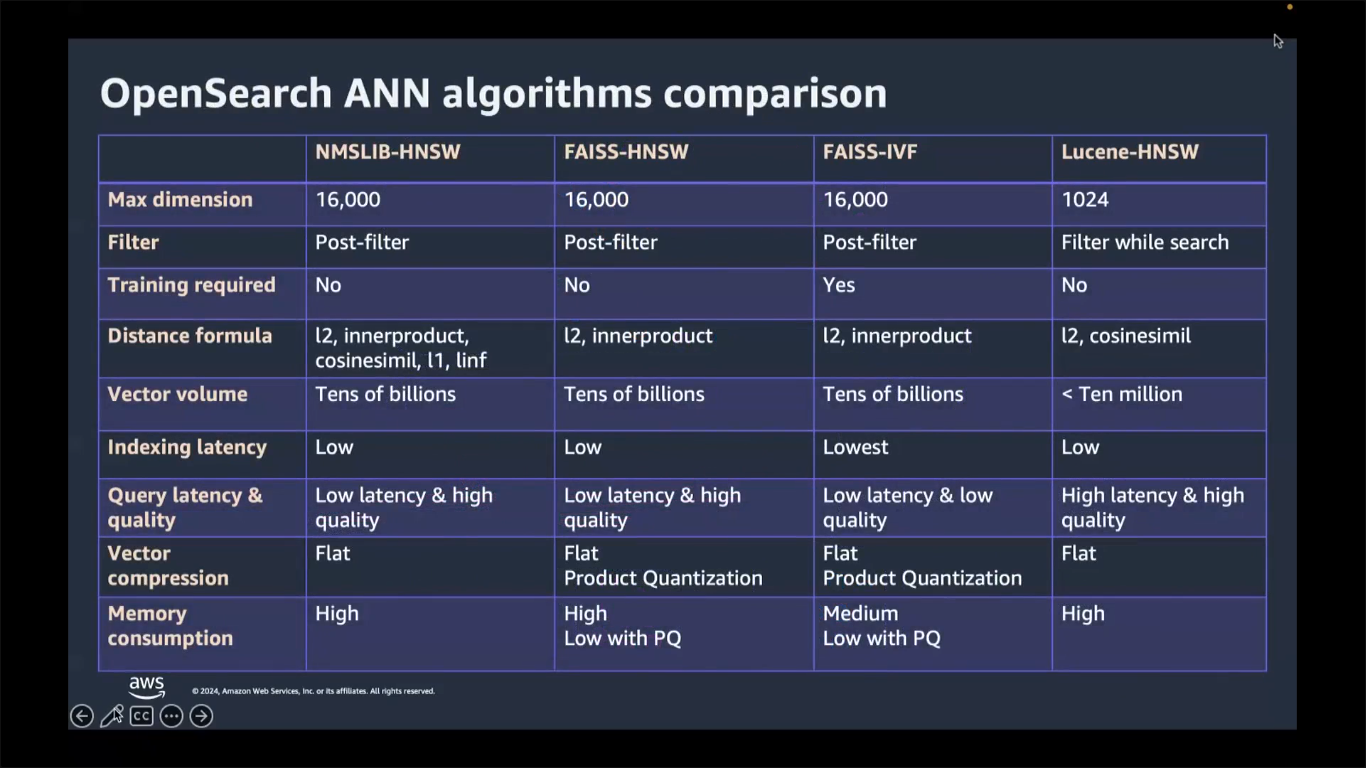 OpenSearch ANN algorithms comparison
NMSLIB-HNSW FAISS-HNSW FAISS-IVF Lucene-HNSW
Max dimension 16,000 16,000 16,000 1024
Filter Post-filter Post-filter Post-filter Filter while search
Training required No No Yes No
Distance formula l2, innerproduct, l2, innerproduct l2, innerproduct l2, cosinesimil
cosinesimil, l1, linf
Vector volume Tens of billions Tens of billions Tens of billions < Ten million
Indexing latency Low Low Lowest Low
Query latency & Low latency & high Low latency & high Low latency & low High latency & high
quality quality quality quality quality
Vector Flat Flat Flat Flat
compression Product Quantization Product Quantization
Memory High High Medium High
consumption Low with PQ Low with PQ
aws © 2024, Amazon Web Services, Inc. or its affiliates. All rights reserved.
CC